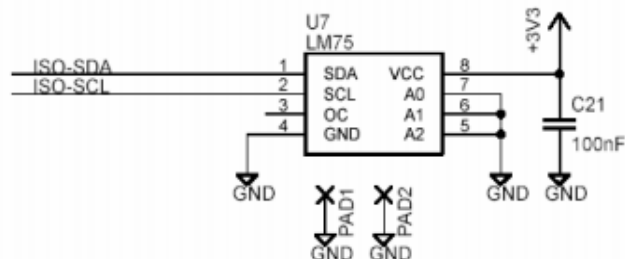 U7
LM75
+3V3
ISO-SDA 1 SDA VCC 8
ISO-SCL 2 SCL A0 7
3 OC A1 6
4 GND A2 5
C21
100nF
GND GND GND
PAD1 PAD2
GND GND